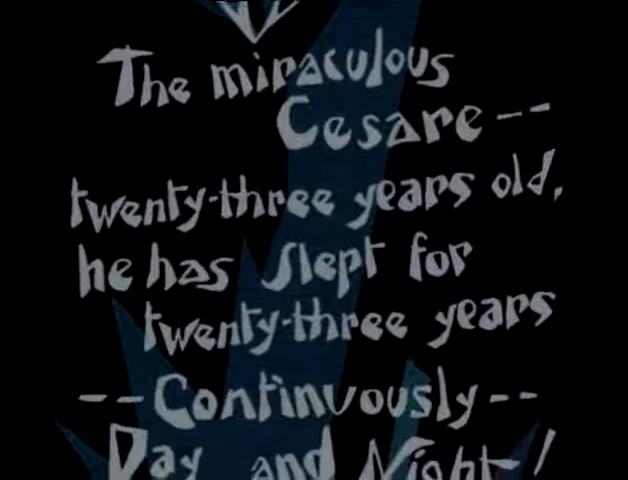 The miraculous
Cesare--
twenty-three years old,
he has slept for
twenty-three years
--Continuously--
Day and Night!